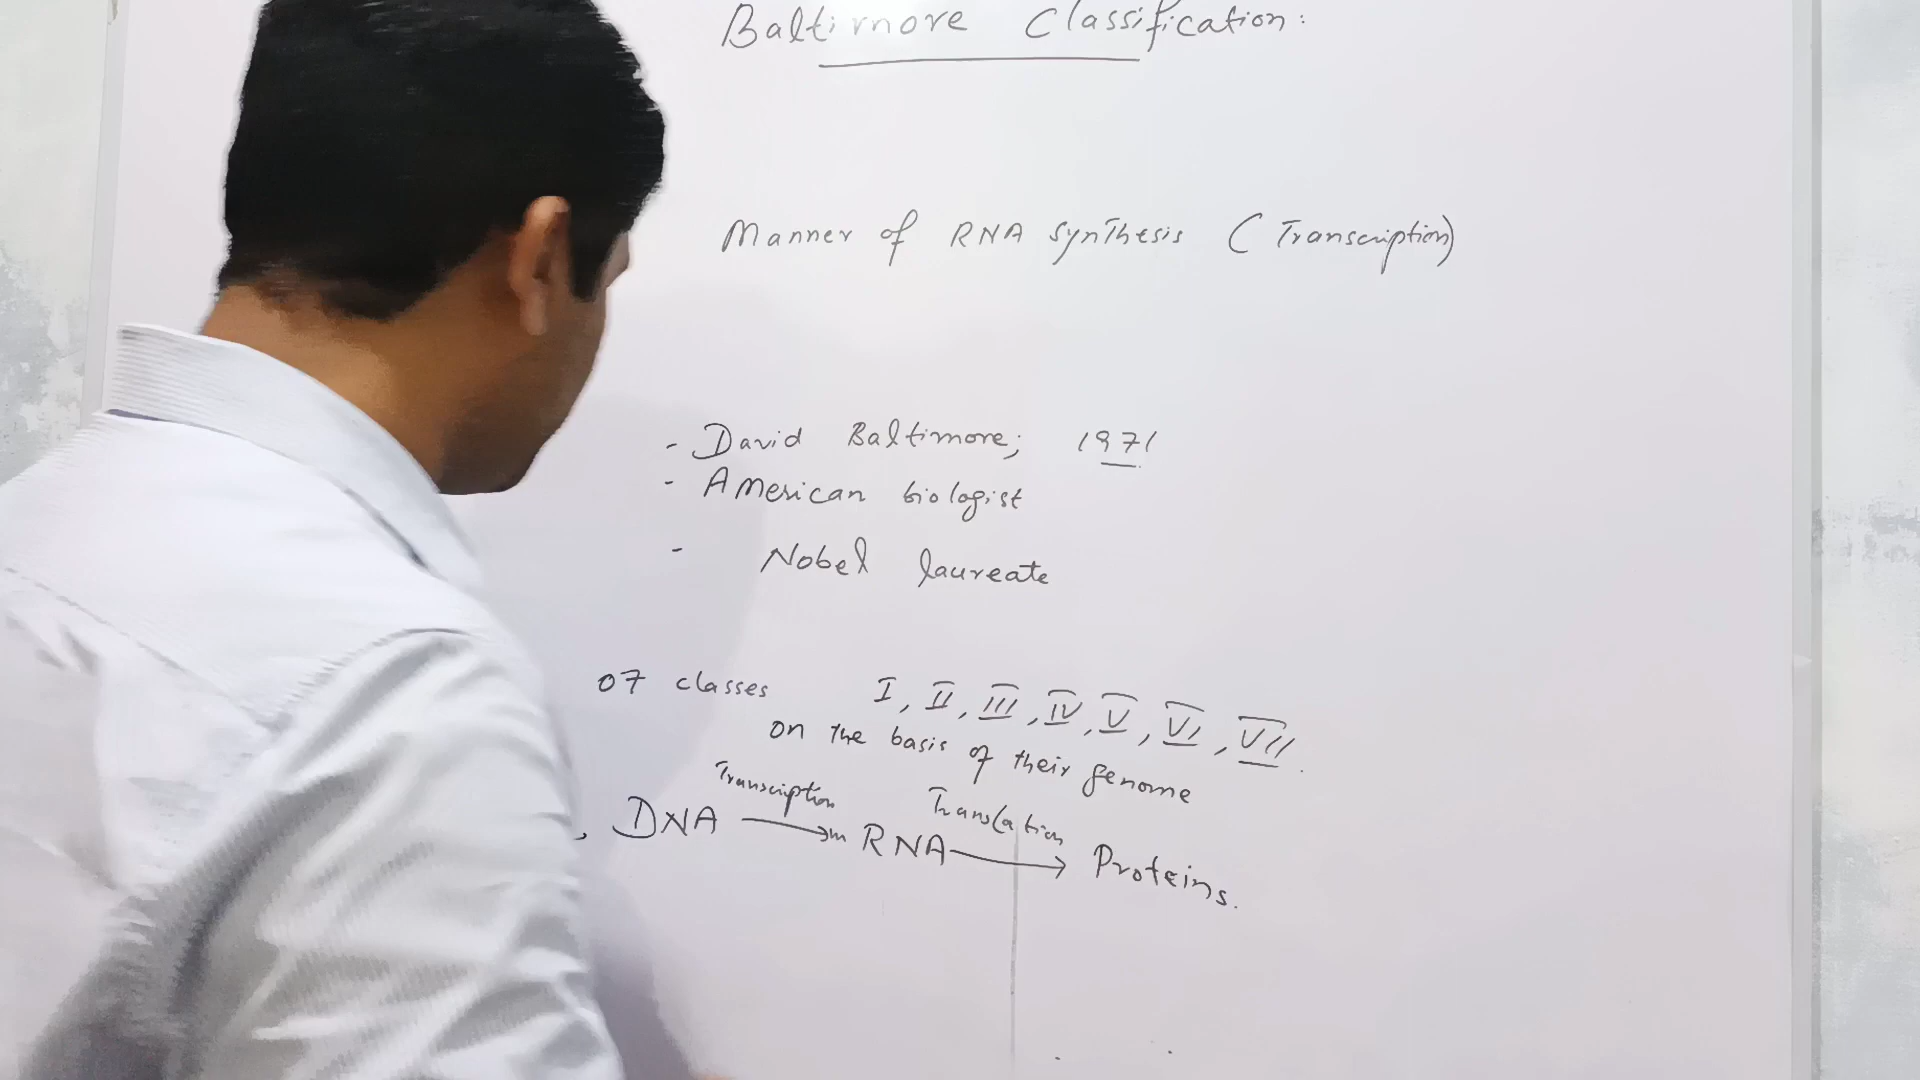 Baltimore Classification:
Manner of RNA Synthesis (Transcription)
- David Baltimore; 1971
- American biologist
- Nobel laureate
07 classes I, II, III, IV, V, VI, VII.
on the basis of their genome
Transcription Translation
DNA → m RNA → Proteins.